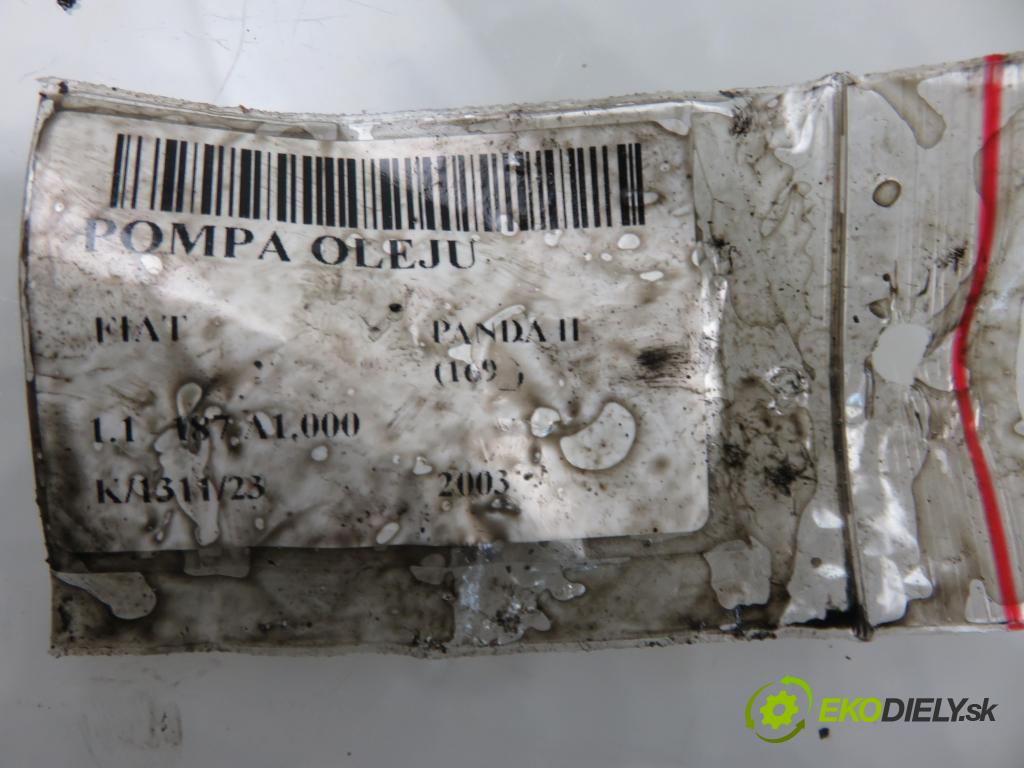 POMPA OLEJU
FIAT PANDA II
(169_)
1.1 187 A1.000
K/1311/23 2003
EKODIELY.sk